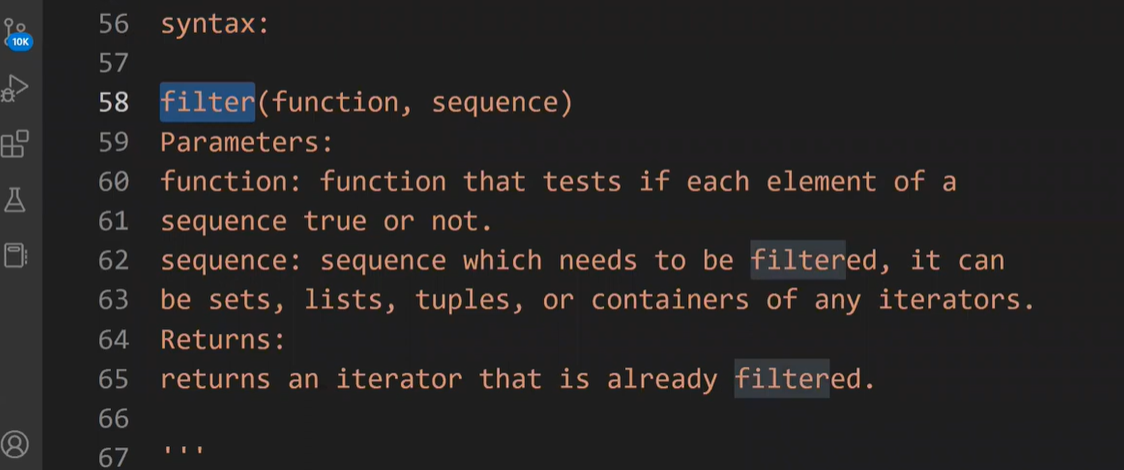 56 syntax:
10K
57
58 filter(function, sequence)
59 Parameters:
60 function: function that tests if each element of a
61 sequence true or not.
62 sequence: sequence which needs to be filtered, it can
63 be sets, lists, tuples, or containers of any iterators.
64 Returns:
65 returns an iterator that is already filtered.
66
67 '''